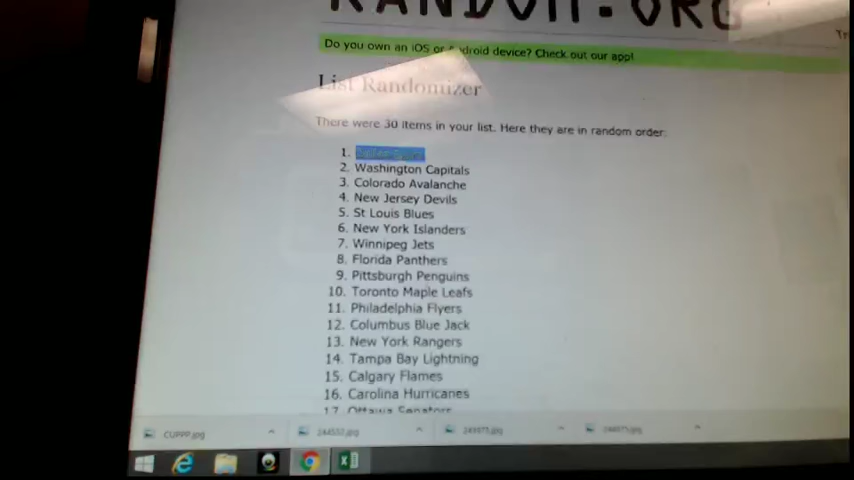 RANDOM.ORG
Do you own an iOS or Android device? Check out our app!
List Randomizer
There were 30 items in your list. Here they are in random order:
1.
2. Washington Capitals
3. Colorado Avalanche
4. New Jersey Devils
5. St Louis Blues
6. New York Islanders
7. Winnipeg Jets
8. Florida Panthers
9. Pittsburgh Penguins
10. Toronto Maple Leafs
11. Philadelphia Flyers
12. Columbus Blue Jack
13. New York Rangers
14. Tampa Bay Lightning
15. Calgary Flames
16. Carolina Hurricanes
17. Ottawa Senators
CUPPP.jpg